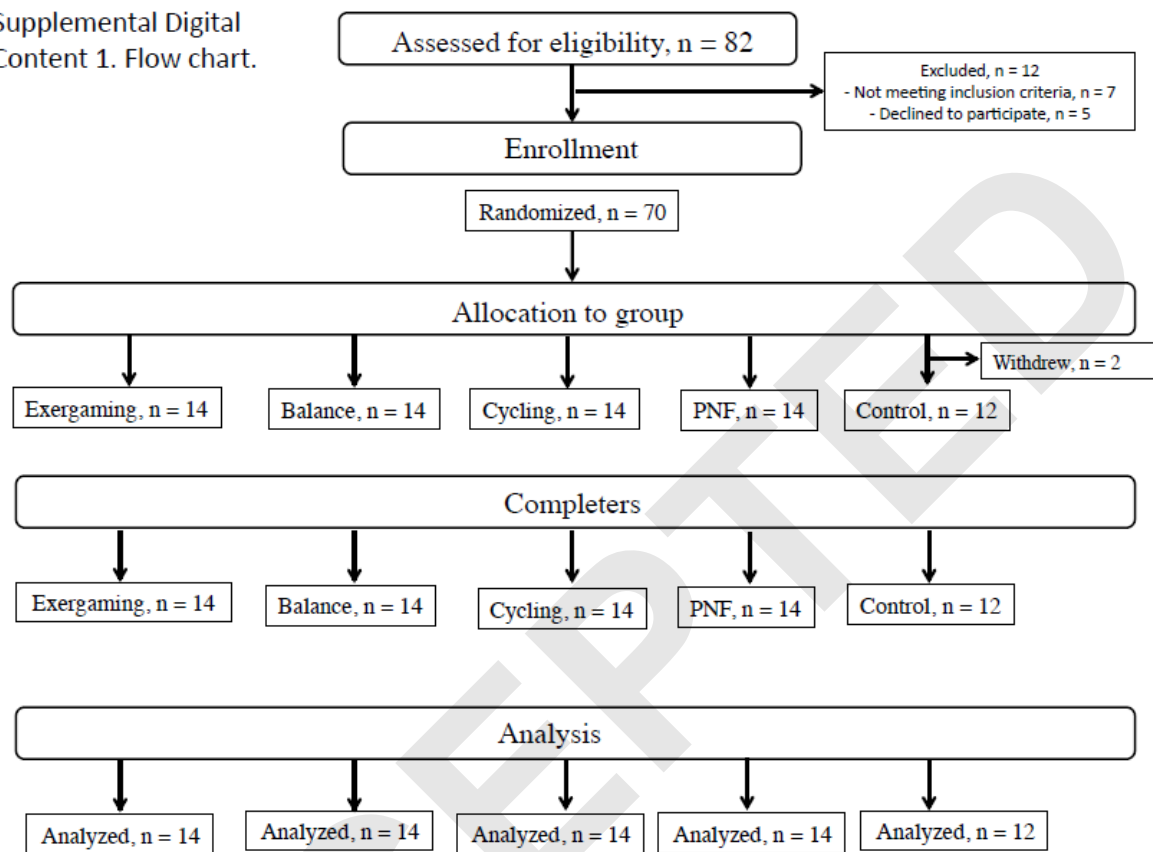 Supplemental Digital
Content 1. Flow chart.
Assessed for eligibility, n = 82
Excluded, n = 12
- Not meeting inclusion criteria, n = 7
- Declined to participate, n = 5
Enrollment
Randomized, n = 70
Allocation to group
Withdrew, n = 2
Exergaming, n = 14
Balance, n = 14
Cycling, n = 14
PNF, n = 14
Control, n = 12
Completers
Exergaming, n = 14
Balance, n = 14
Cycling, n = 14
PNF, n = 14
Control, n = 12
Analysis
Analyzed, n = 14
Analyzed, n = 14
Analyzed, n = 14
Analyzed, n = 14
Analyzed, n = 12
EPTED